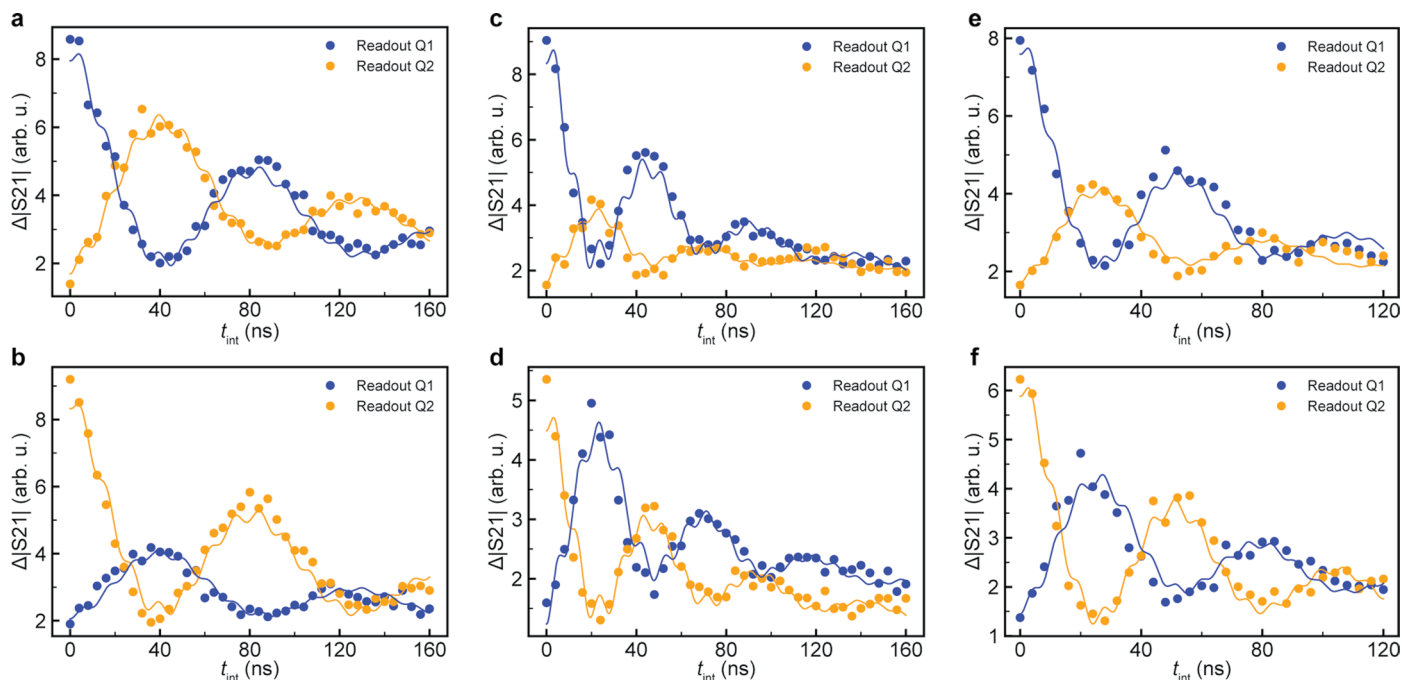 a
Δ|S21| (arb. u.)
8
6
4
2
0
40
80
120
160
t_int (ns)
Readout Q1
Readout Q2
c
Δ|S21| (arb. u.)
8
6
4
2
0
40
80
120
160
t_int (ns)
Readout Q1
Readout Q2
e
Δ|S21| (arb. u.)
8
6
4
2
0
40
80
120
t_int (ns)
Readout Q1
Readout Q2
b
Δ|S21| (arb. u.)
8
6
4
2
0
40
80
120
160
t_int (ns)
Readout Q1
Readout Q2
d
Δ|S21| (arb. u.)
5
4
3
2
0
40
80
120
160
t_int (ns)
Readout Q1
Readout Q2
f
Δ|S21| (arb. u.)
6
5
4
3
2
1
0
40
80
120
t_int (ns)
Readout Q1
Readout Q2